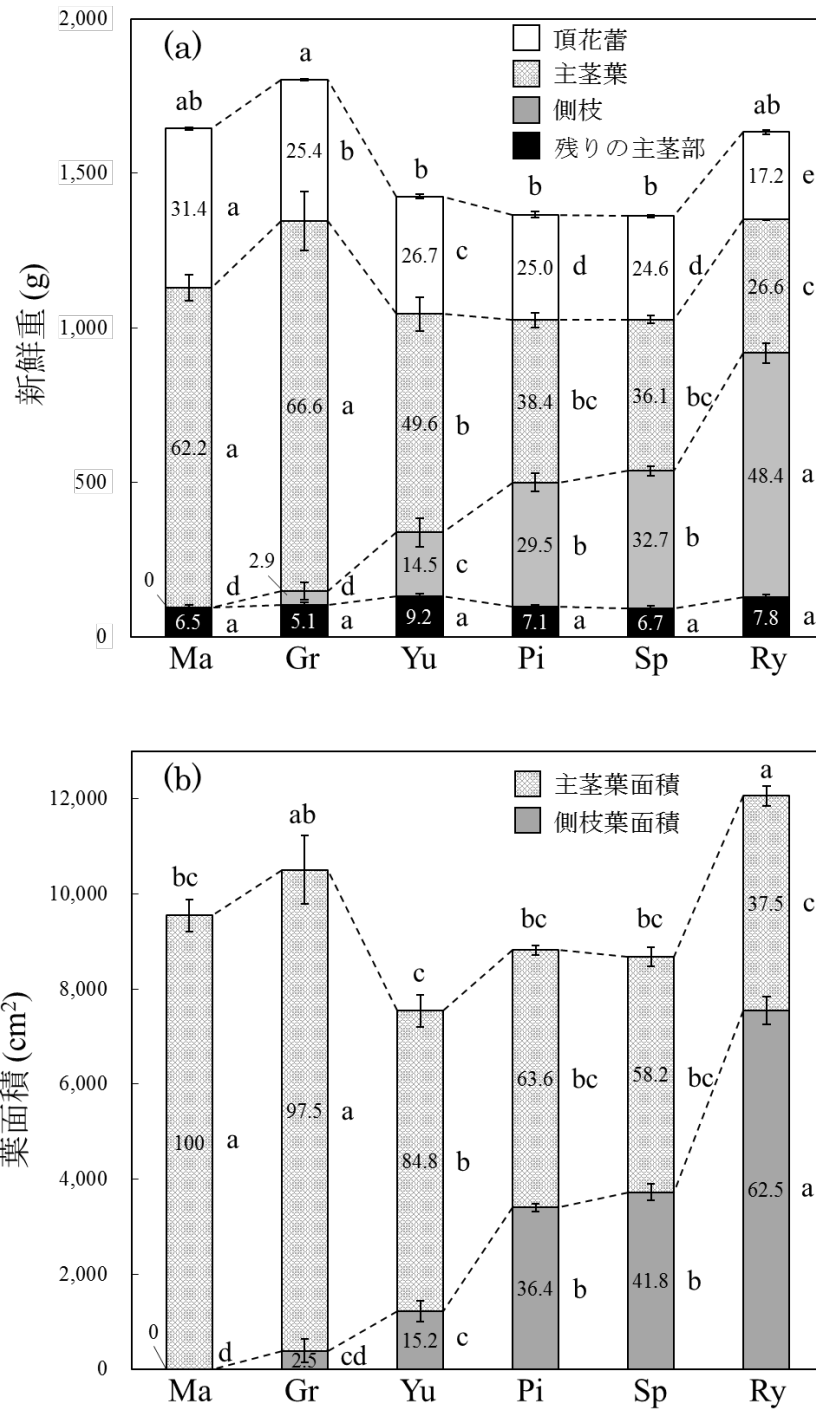 (a)
頂花蕾
主茎葉
側枝
残りの主茎部
新鮮重 (g)
2,000
1,500
1,000
500
0
ab
a
b
b
b
ab
31.4
a
25.4
b
26.7
c
25.0
d
24.6
d
17.2
e
62.2
a
66.6
a
49.6
b
38.4
bc
36.1
bc
26.6
c
0
d
2.9
d
14.5
c
29.5
b
32.7
b
48.4
a
6.5
a
5.1
a
9.2
a
7.1
a
6.7
a
7.8
a
Ma Gr Yu Pi Sp Ry
(b)
主茎葉面積
側枝葉面積
葉面積 (cm²)
12,000
10,000
8,000
6,000
4,000
2,000
0
bc
ab
c
bc
bc
a
100
a
97.5
a
84.8
b
63.6
bc
58.2
bc
37.5
c
0
d
2.5
cd
15.2
c
36.4
b
41.8
b
62.5
a
Ma Gr Yu Pi Sp Ry